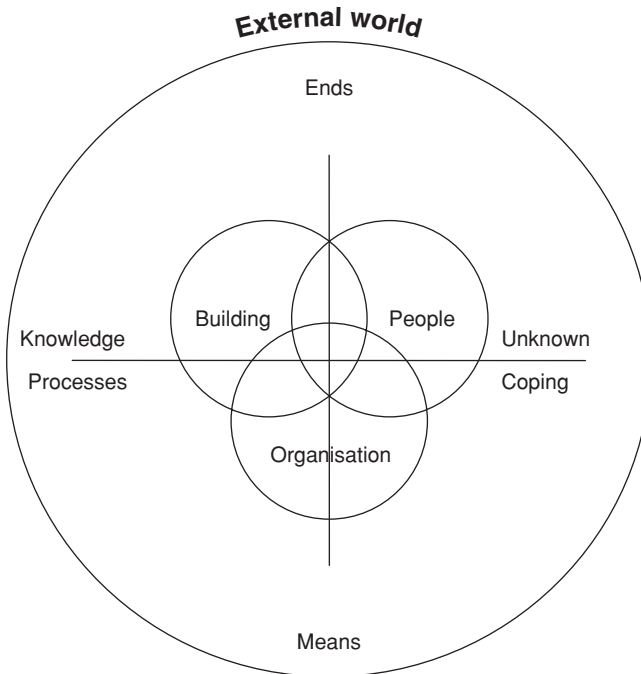 External world
Ends
Building
People
Knowledge
Unknown
Processes
Coping
Organisation
Means